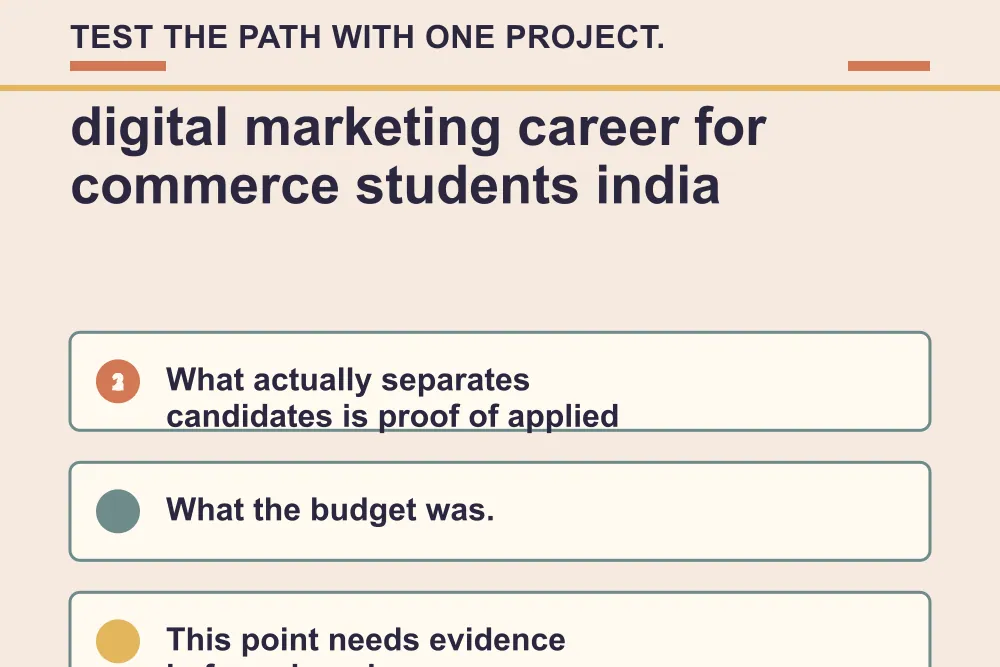 TEST THE PATH WITH ONE PROJECT.
digital marketing career for
commerce students india
What actually separates
candidates is proof of applied
What the budget was.
This point needs evidence